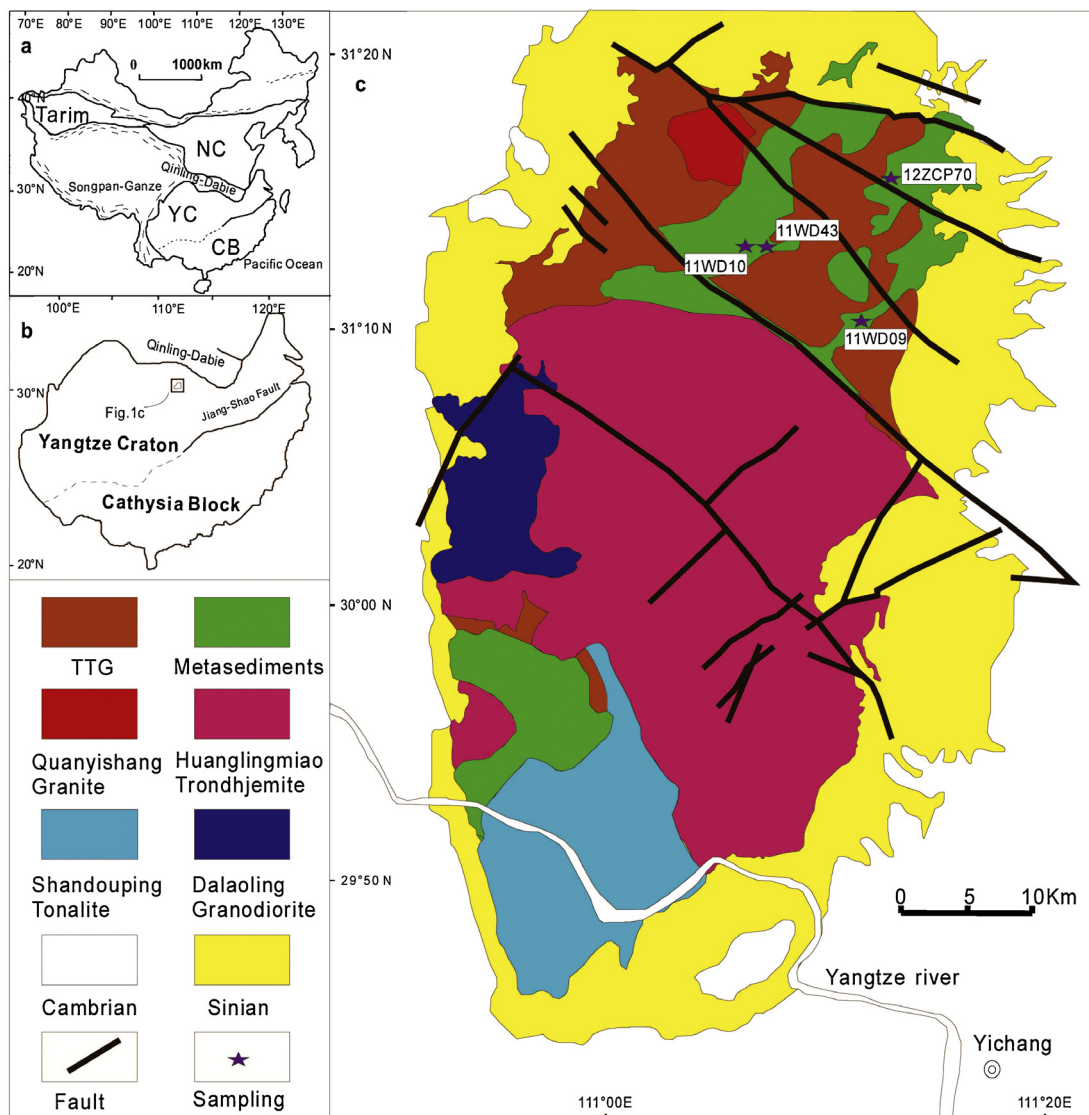 70°E
80°E
90°E
100°E
110°E
120°E
130°E
a
0 1000km
Tarim
NC
Qinling-Dabie
30°N
Songpan-Ganze
YC
CB
20°N
Pacific Ocean
100°E
110°E
120°E
b
Qinling-Dabie
30°N
Fig.1c
Jiang-Shao Fault
Yangtze Craton
Cathysia Block
20°N
TTG
Metasediments
Quanyishang
Granite
Huanglingmiao
Trondhjemite
Shandouping
Tonalite
Dalaoling
Granodiorite
Cambrian
Sinian
Fault
Sampling
c
31°20
31°10
30°00
29°50
12ZCP70
11WD43
11WD10
11WD09
0 5 10Km
Yangtze river
Yichang
111°00E
111°20E